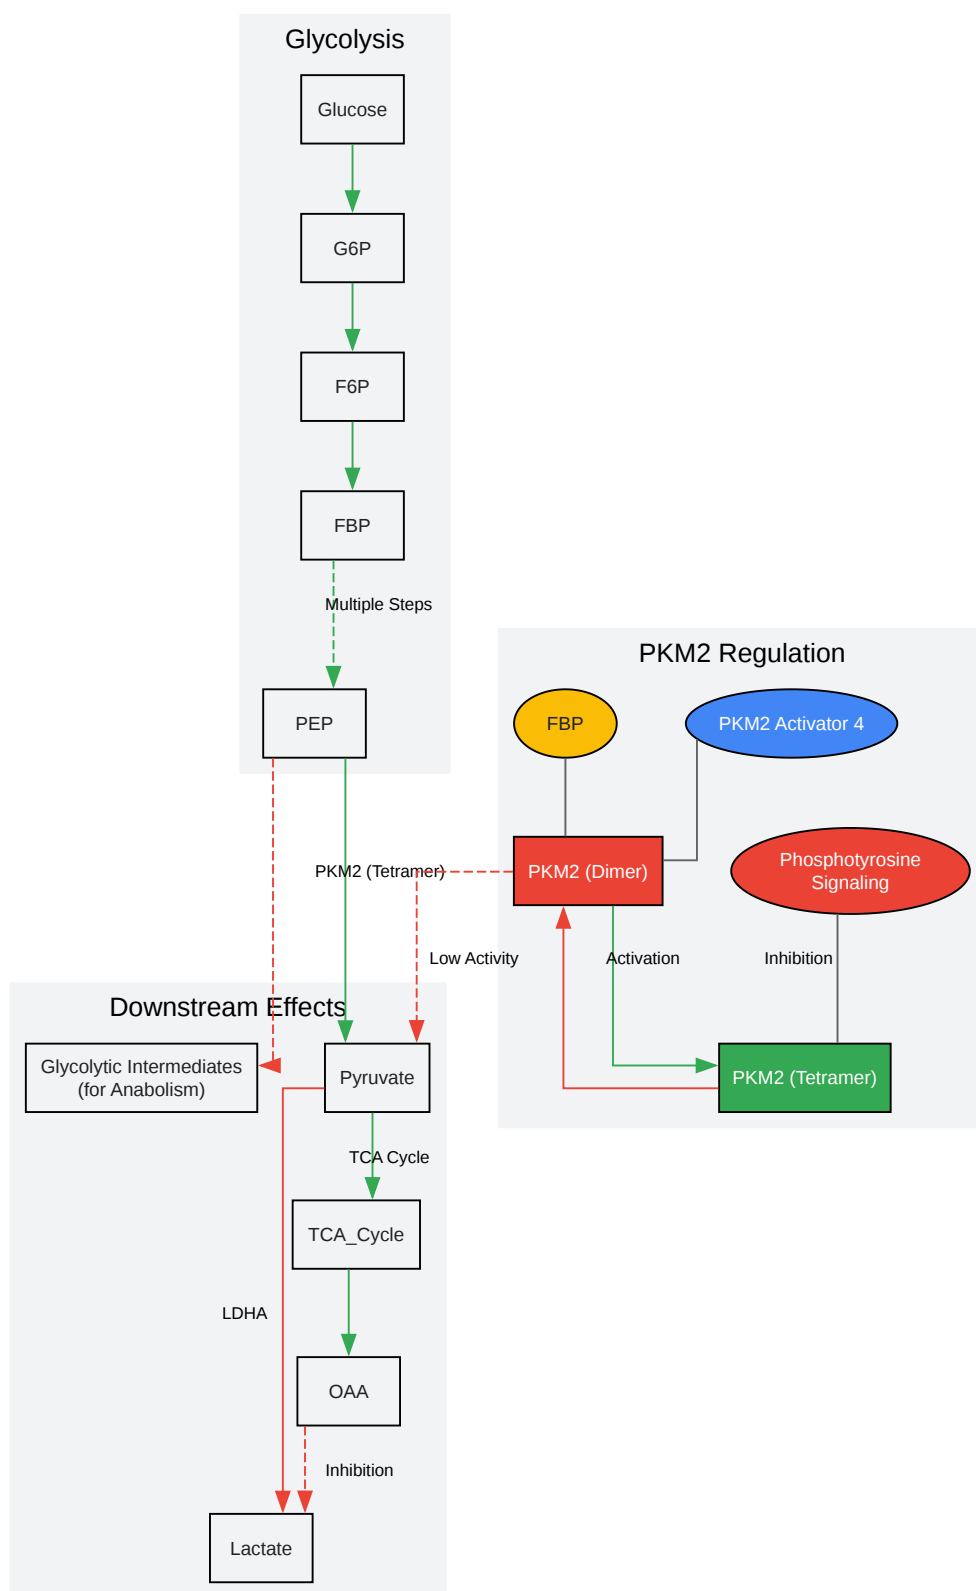 Glycolysis
Glucose
G6P
F6P
FBP
Multiple Steps
PEP
PKM2 Regulation
FBP
PKM2 Activator 4
PKM2 (Tetramer)
PKM2 (Dimer)
Phosphotyrosine
Signaling
Low Activity
Activation
Inhibition
Downstream Effects
Glycolytic Intermediates
(for Anabolism)
Pyruvate
PKM2 (Tetramer)
TCA Cycle
TCA_Cycle
LDHA
OAA
Inhibition
Lactate